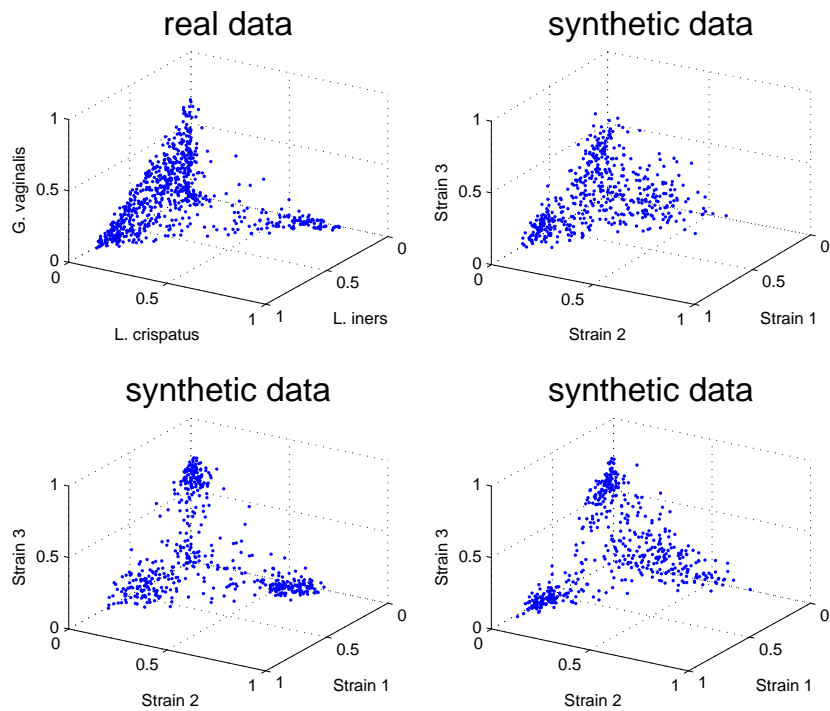 real data
1
0.5
0
G. vaginalis
0
0.5
1
L. crispatus
1
0.5
0
L. iners
synthetic data
1
0.5
0
Strain 3
0
0.5
1
Strain 2
1
0.5
0
Strain 1
synthetic data
1
0.5
0
Strain 3
0
0.5
1
Strain 2
1
0.5
0
Strain 1
synthetic data
1
0.5
0
Strain 3
0
0.5
1
Strain 2
1
0.5
0
Strain 1